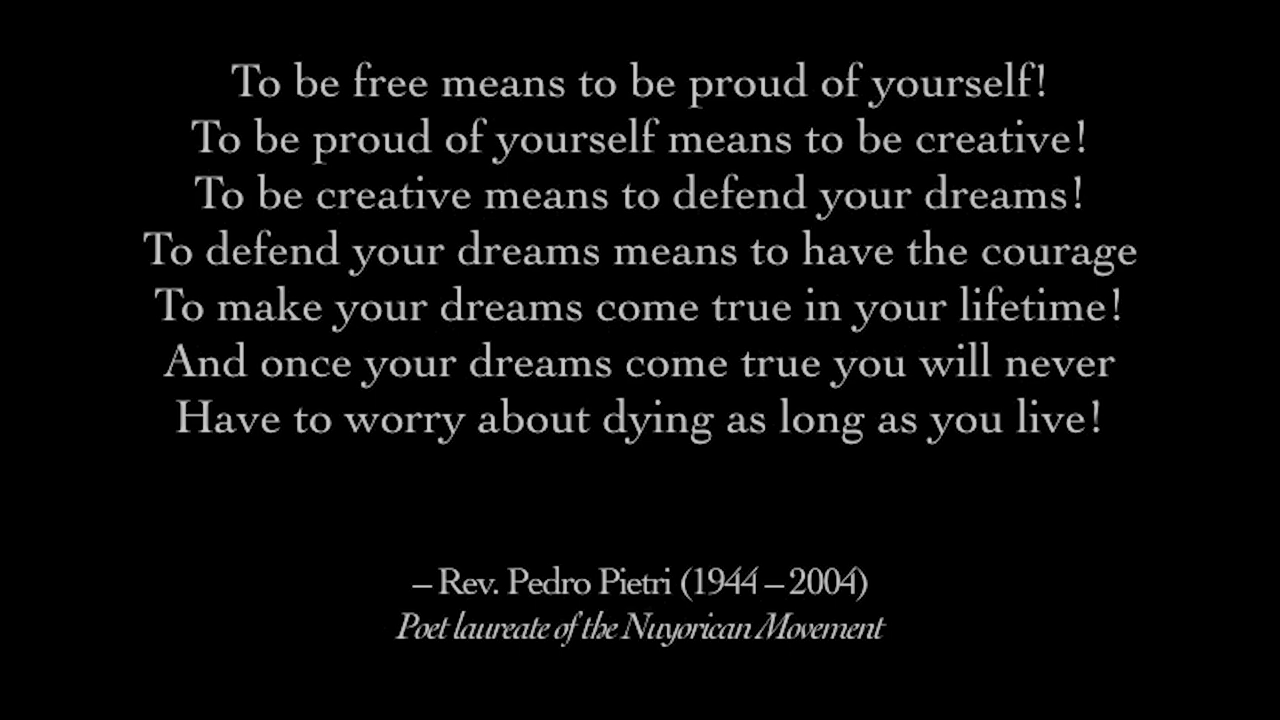 To be free means to be proud of yourself!
To be proud of yourself means to be creative!
To be creative means to defend your dreams!
To defend your dreams means to have the courage
To make your dreams come true in your lifetime!
And once your dreams come true you will never
Have to worry about dying as long as you live!
– Rev. Pedro Pietri (1944 – 2004)
Poet laureate of the Nuyorican Movement